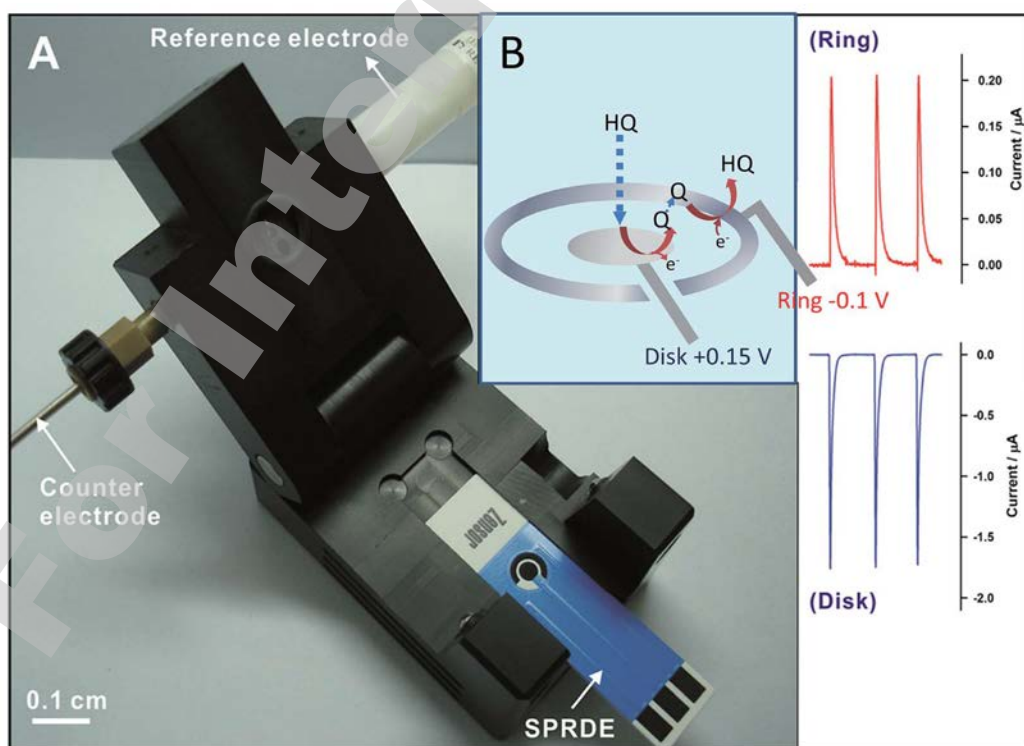 A
Reference electrode
Counter
electrode
0.1 cm
Zensor
SPRDE
B
HQ
HQ
Q
Q
e-
e-
Ring -0.1 V
Disk +0.15 V
(Ring)
0.20
0.15
0.10
0.05
0.00
Current / μA
0.0
-0.5
-1.0
-1.5
-2.0
Current / μA
(Disk)
For Intern